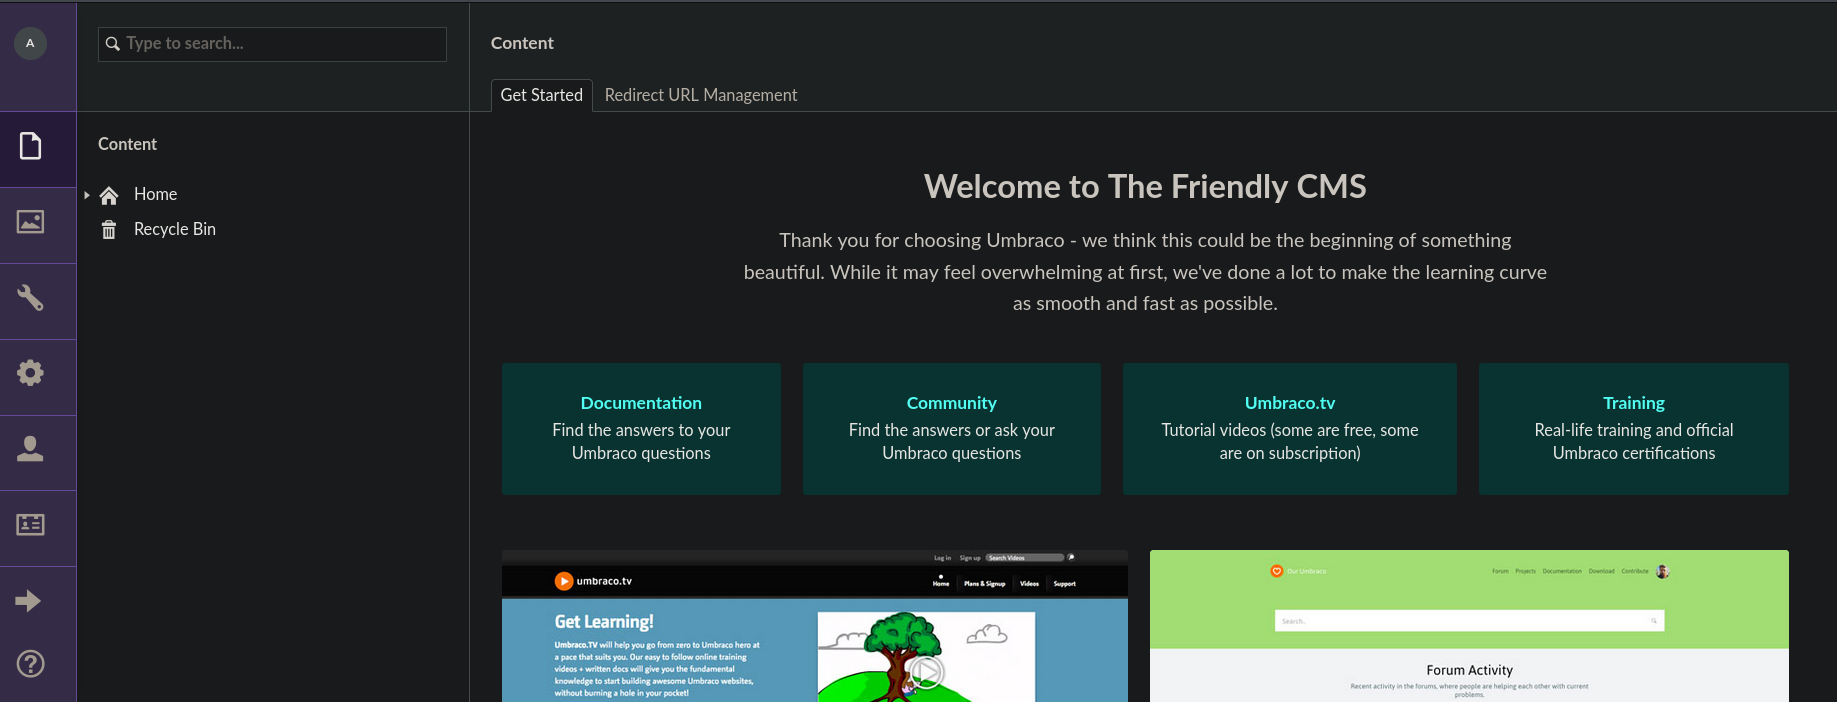 A
Type to search...
Content
Get Started
Redirect URL Management
Content
Home
Recycle Bin
Welcome to The Friendly CMS
Thank you for choosing Umbraco - we think this could be the beginning of something
beautiful. While it may feel overwhelming at first, we've done a lot to make the learning curve
as smooth and fast as possible.
Documentation
Find the answers to your
Umbraco questions
Community
Find the answers or ask your
Umbraco questions
Umbraco.tv
Tutorial videos (some are free, some
are on subscription)
Training
Real-life training and official
Umbraco certifications
Log in Sign up Search Videos
umbraco.tv
Home Plans & Signup Videos Support
Get Learning!
Umbraco.TV will help you go from zero to Umbraco hero at
a pace that suits you. Our easy to follow online training
videos + written docs will give you the fundamental
knowledge to start building awesome Umbraco websites,
without burning a hole in your pocket!
Our Umbraco
Forum Projects Documentation Download Contribute
Search..
Forum Activity
Recent activity in the forums, where people are helping each other with current
problems.